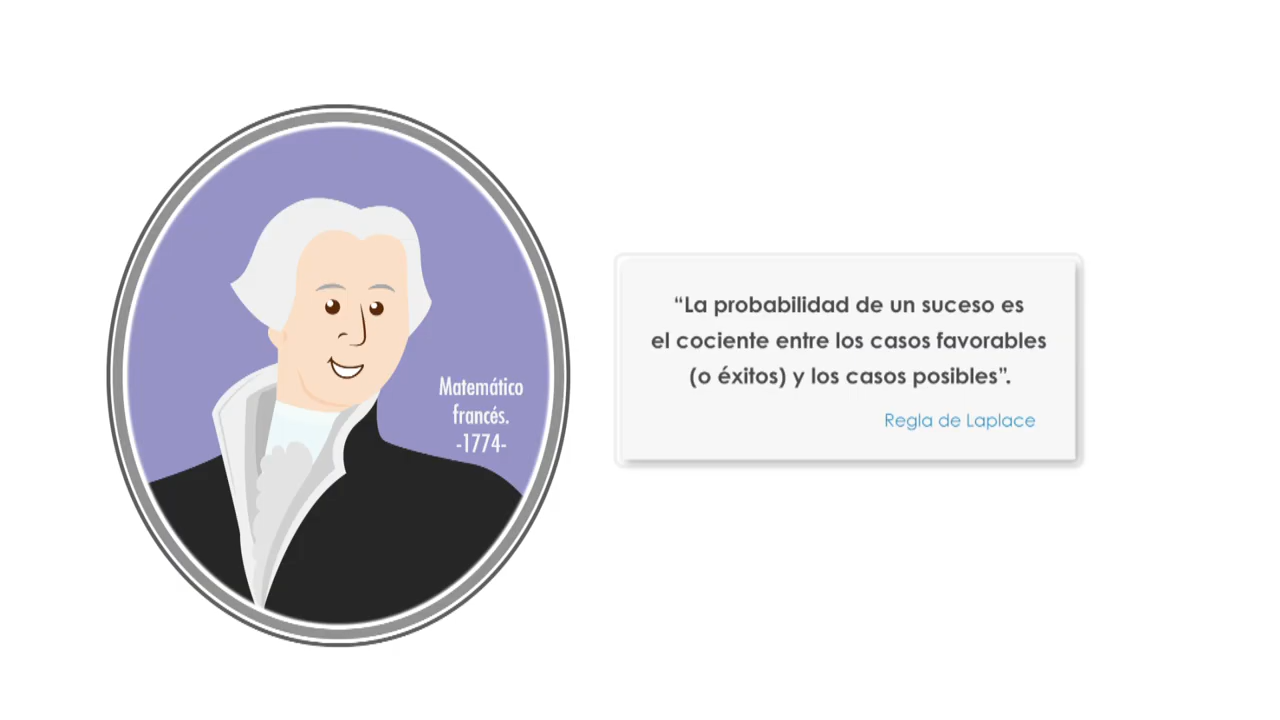 Matemático
francés.
-1774-
“La probabilidad de un suceso es
el cociente entre los casos favorables
(o éxitos) y los casos posibles”.
Regla de Laplace